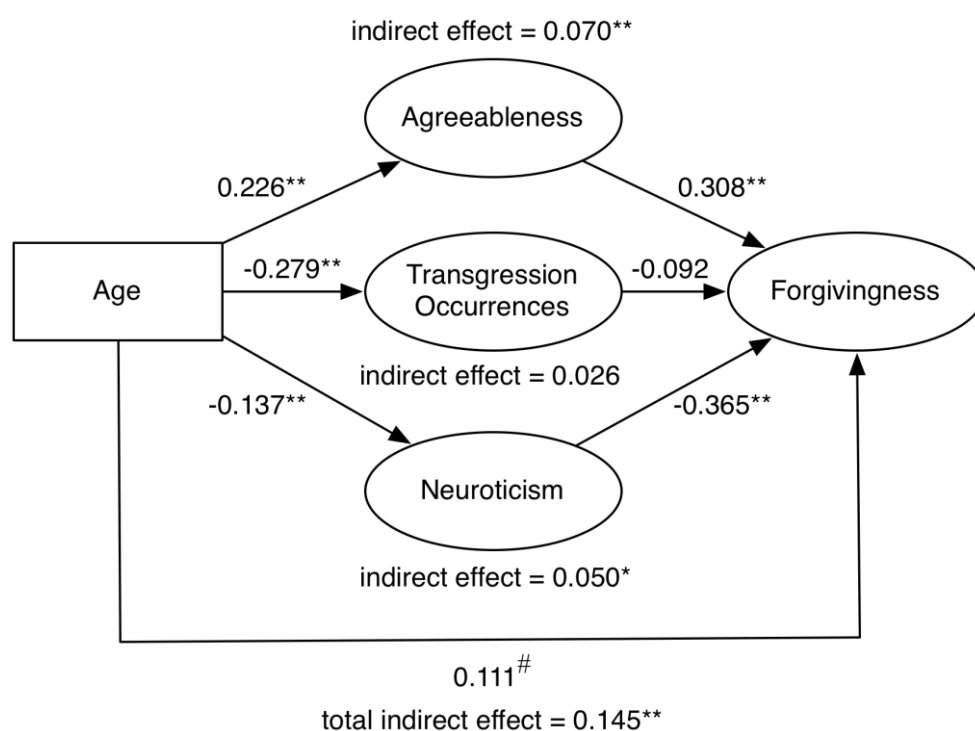 indirect effect = 0.070**
Agreeableness
0.226**
0.308**
Age
-0.279**
Transgression
Occurrences
-0.092
Forgivingness
indirect effect = 0.026
-0.137**
-0.365**
Neuroticism
indirect effect = 0.050*
0.111#
total indirect effect = 0.145**